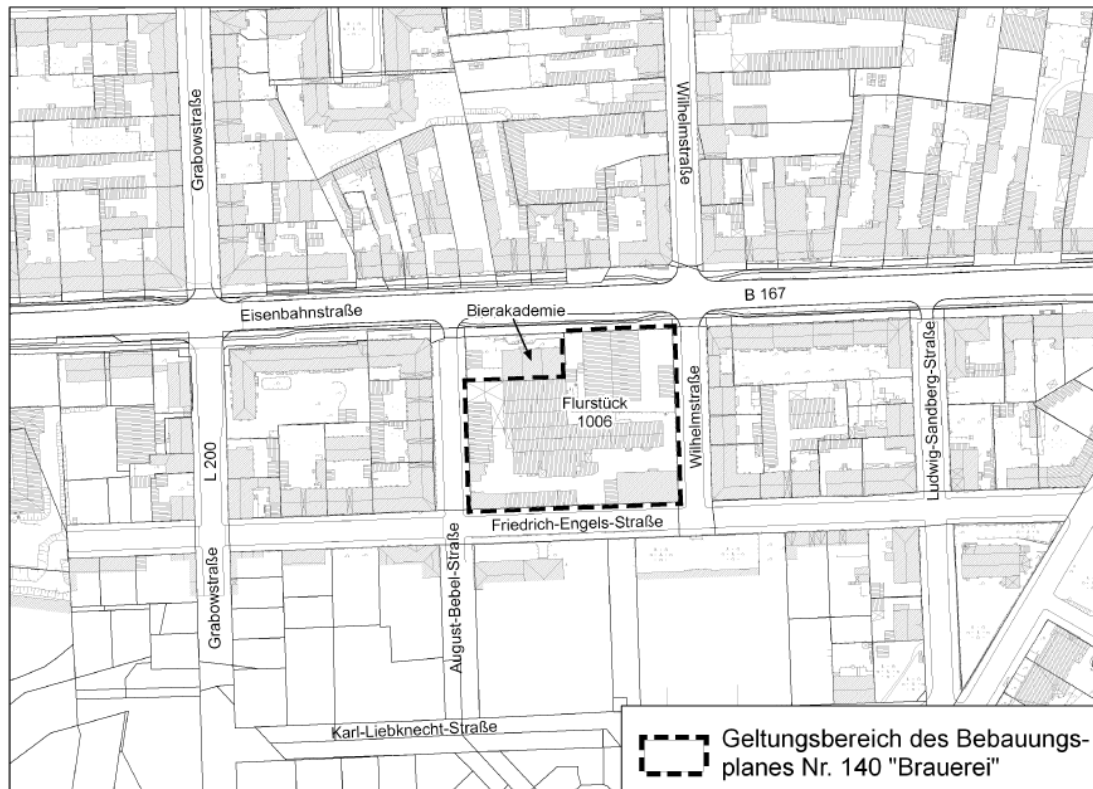 Grabowstraße
Wilhelmstraße
B 167
Eisenbahnstraße
Bierakademie
Flurstück
1006
L 200
Wilhelmstraße
Ludwig-Sandberg-Straße
Friedrich-Engels-Straße
Grabowstraße
August-Bebel-Straße
Karl-Liebknecht-Straße
Geltungsbereich des Bebauungs-
planes Nr. 140 "Brauerei"